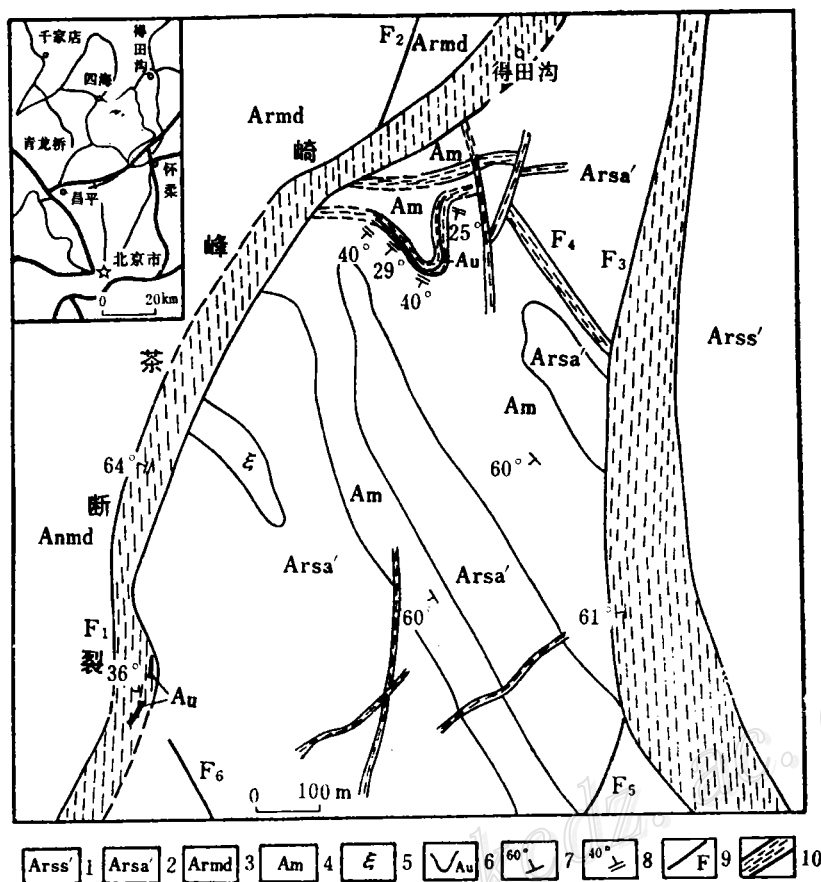 千家店
得田沟
四海
青龙桥
怀柔
昌平
北京市
0 20km
F2
Armd
得田沟
Armd
崎
Am
Arsa′
Am
峰
25°
F4
F3
40°
29°
Au
40°
Arsa′
Arss′
茶
Am
ξ
64°
60°
Am
断
Anmd
Arsa′
Arsa′
60°
61°
F1
裂
36°
Au
F6
0 100 m
F5
Arss′ 1 Arsa′ 2 Armd 3 Am 4 ξ 5 Au 6 60° 7 40° 8 F 9 10